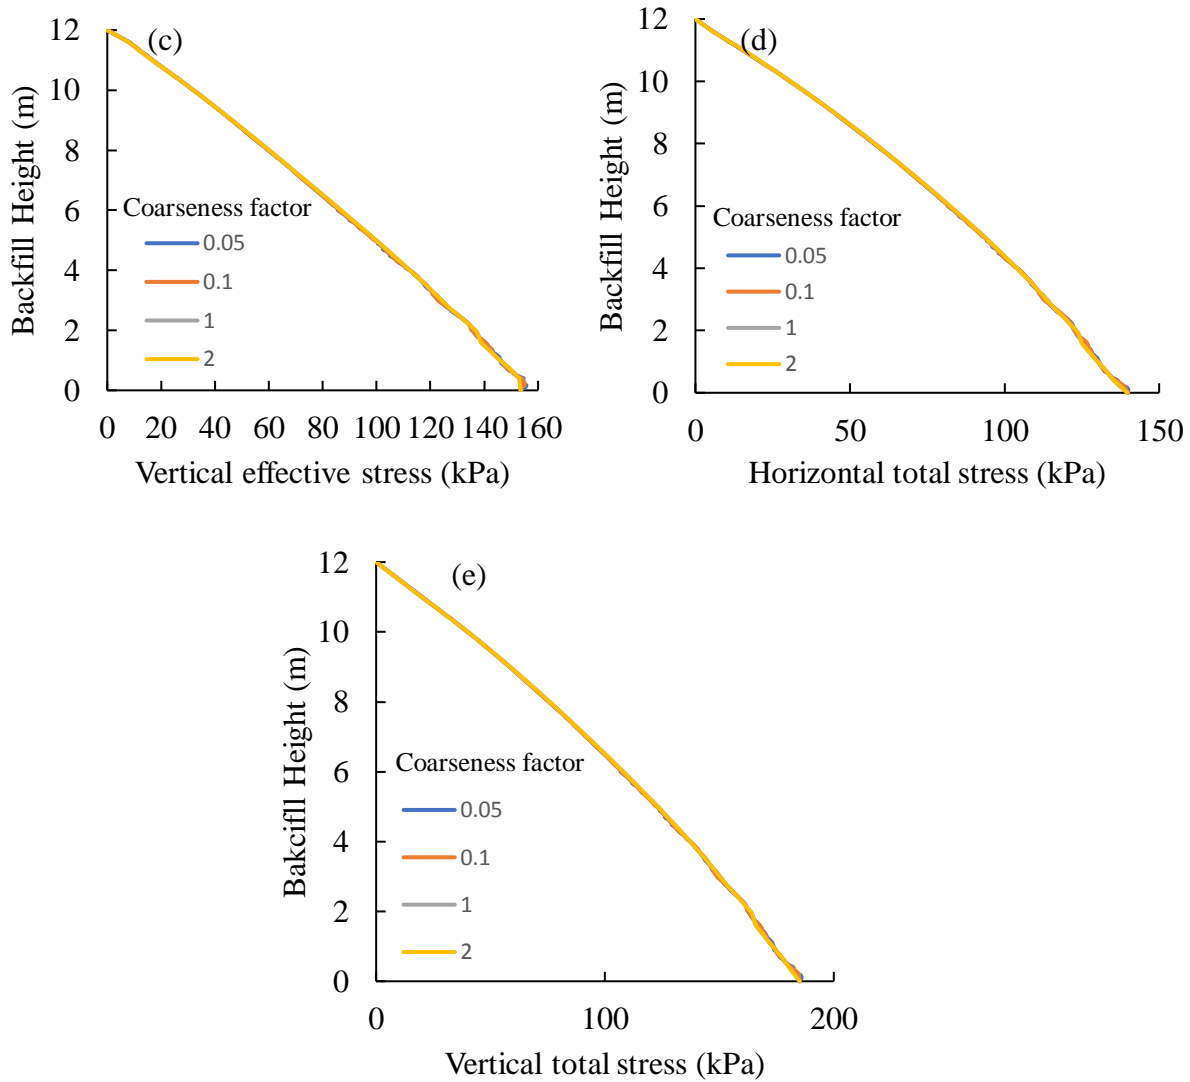 (c)
12
10
8
6
4
2
0
Backfill Height (m)
Coarseness factor
0.05
0.1
1
2
0 20 40 60 80 100 120 140 160
Vertical effective stress (kPa)
(d)
12
10
8
6
4
2
0
Backfill Height (m)
Coarseness factor
0.05
0.1
1
2
0 50 100 150
Horizontal total stress (kPa)
(e)
12
10
8
6
4
2
0
Bakcifll Height (m)
Coarseness factor
0.05
0.1
1
2
0 100 200
Vertical total stress (kPa)